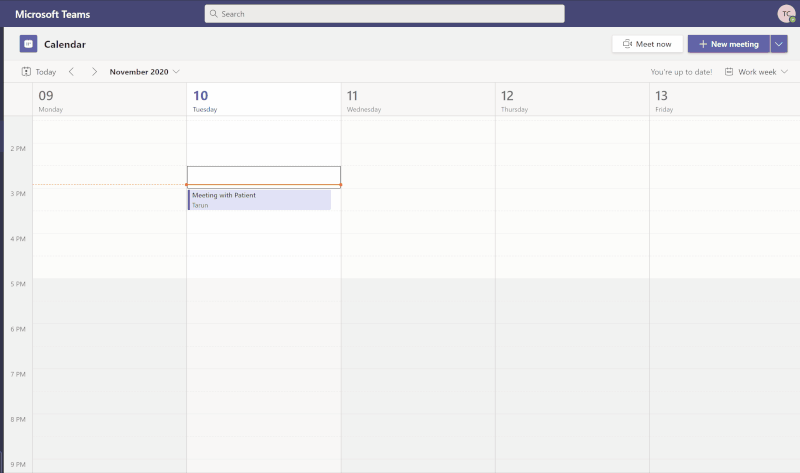 Microsoft Teams
Search
TC
Calendar
Meet now
New meeting
Today
November 2020
You're up to date!
Work week
09
Monday
10
Tuesday
11
Wednesday
12
Thursday
13
Friday
2 PM
3 PM
Meeting with Patient
Tarun
4 PM
5 PM
6 PM
7 PM
8 PM
9 PM